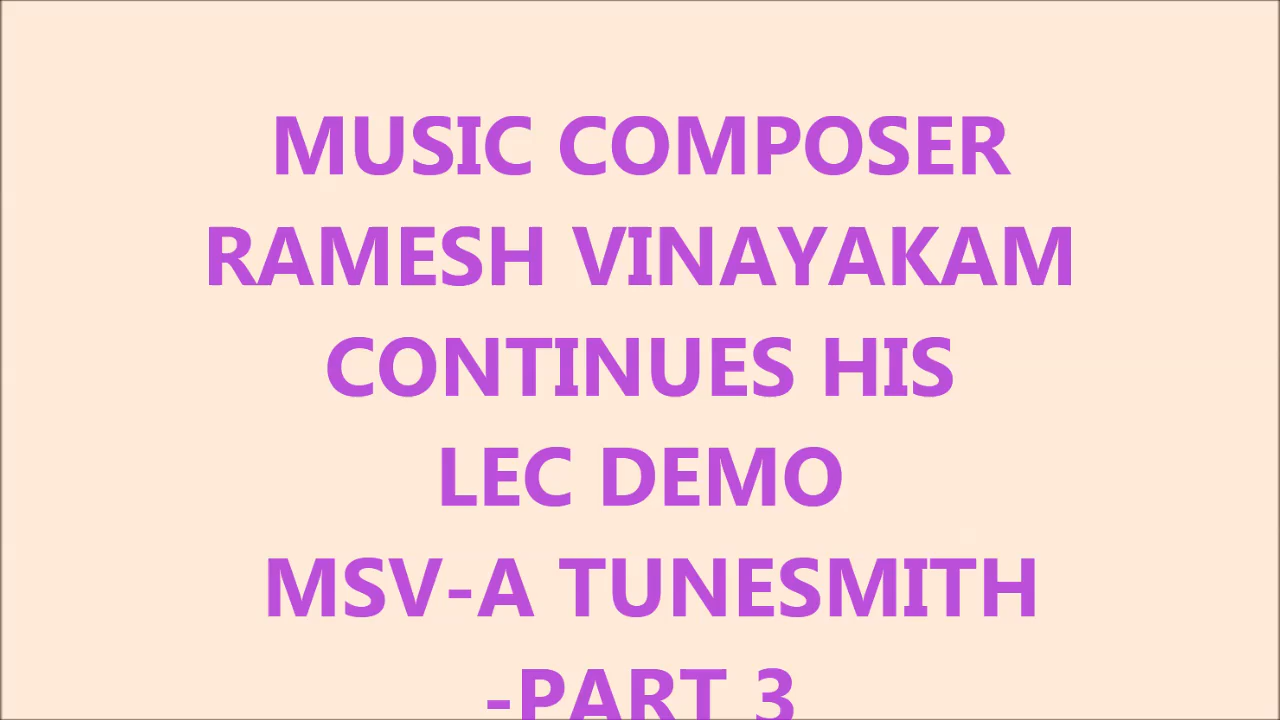 MUSIC COMPOSER
RAMESH VINAYAKAM
CONTINUES HIS
LEC DEMO
MSV-A TUNESMITH
-PART 3